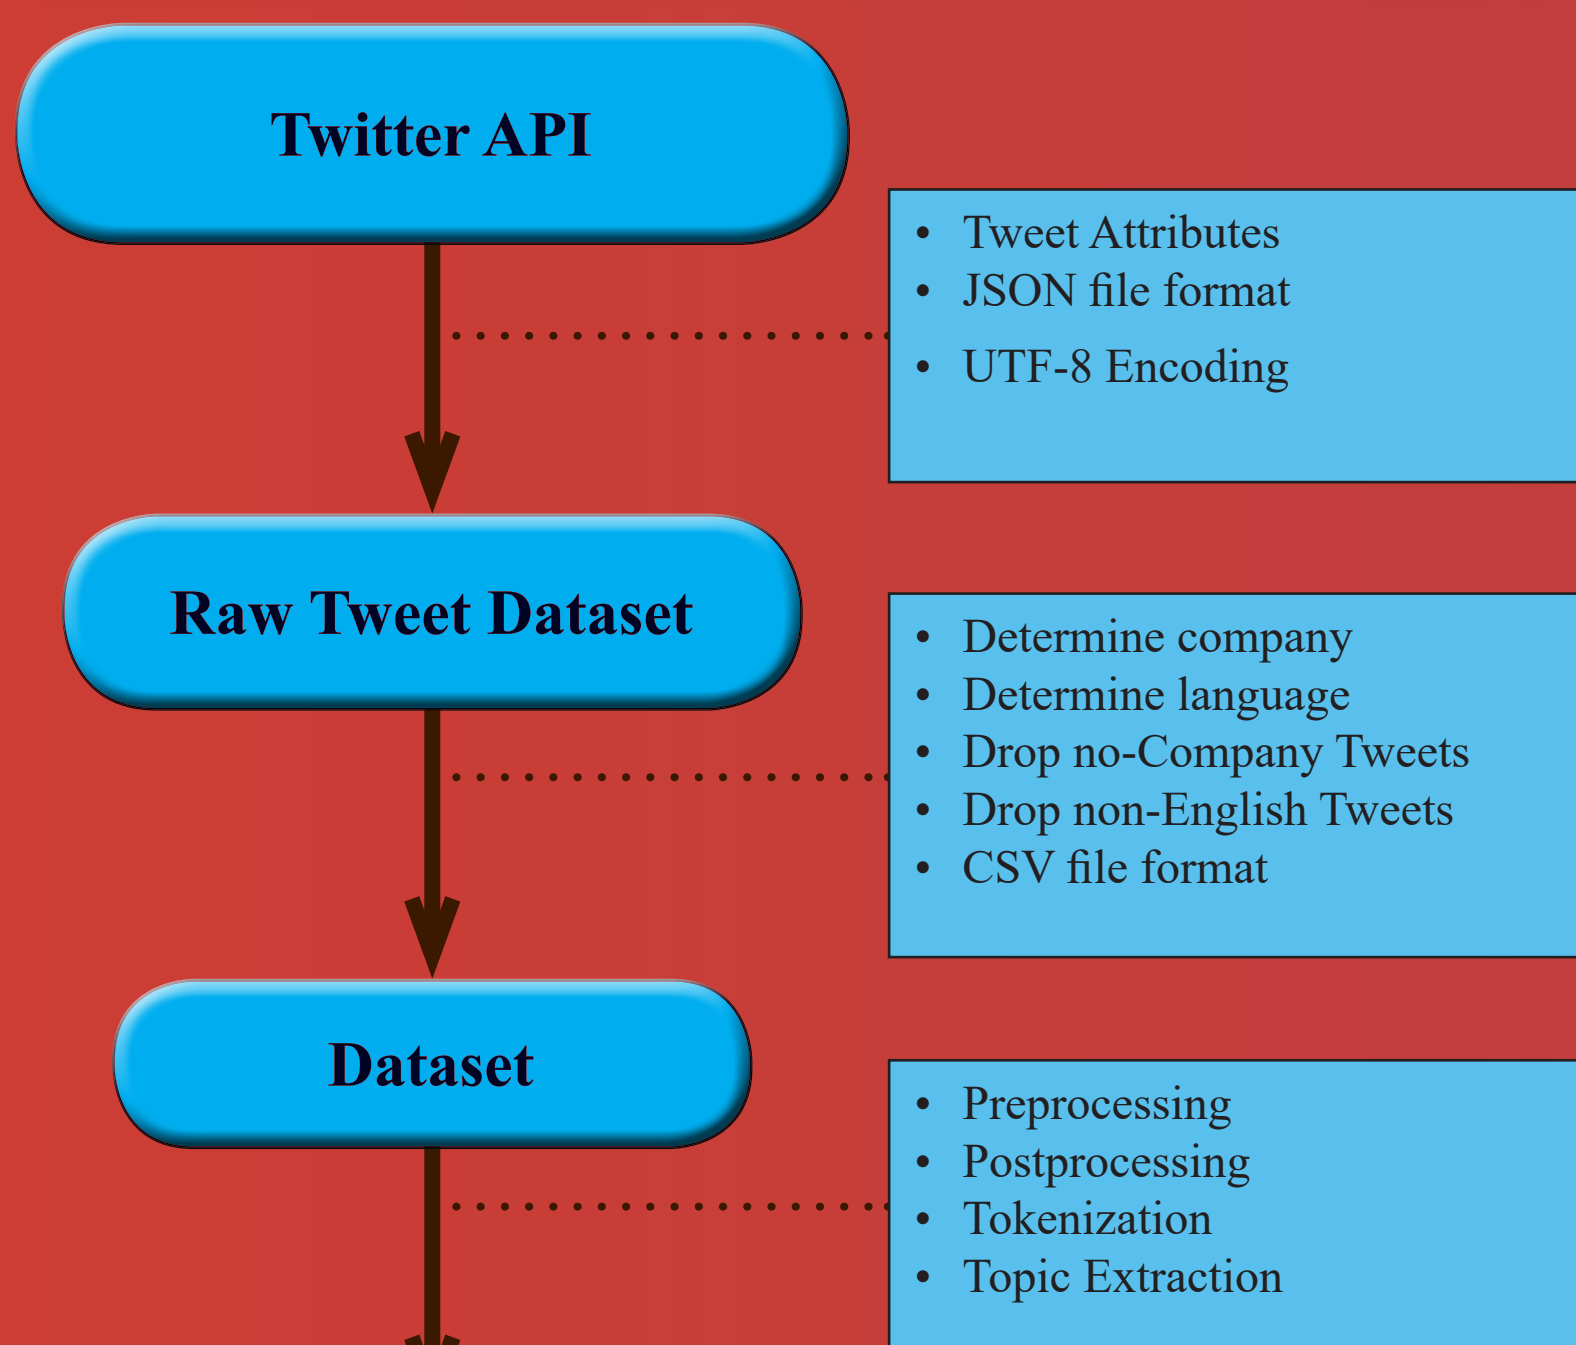 Twitter API
• Tweet Attributes
• JSON file format
• UTF-8 Encoding
Raw Tweet Dataset
• Determine company
• Determine language
• Drop no-Company Tweets
• Drop non-English Tweets
• CSV file format
Dataset
• Preprocessing
• Postprocessing
• Tokenization
• Topic Extraction